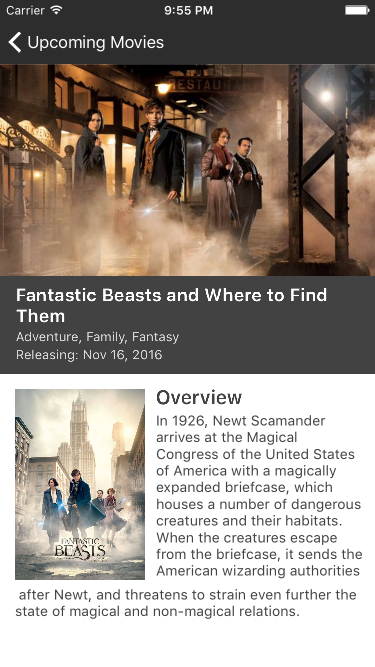 Carrier 9:55 PM
Upcoming Movies
RESTAURANT
Fantastic Beasts and Where to Find
Them
Adventure, Family, Fantasy
Releasing: Nov 16, 2016
Overview
In 1926, Newt Scamander
arrives at the Magical
Congress of the United States
of America with a magically
expanded briefcase, which
houses a number of dangerous
creatures and their habitats.
When the creatures escape
from the briefcase, it sends the
American wizarding authorities
after Newt, and threatens to strain even further the
state of magical and non-magical relations.
FANTASTIC
BEASTS